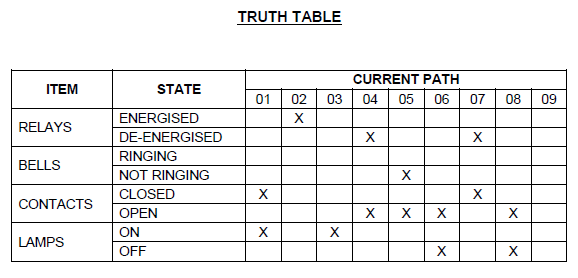 TRUTH TABLE
ITEM STATE CURRENT PATH
01 02 03 04 05 06 07 08 09
RELAYS ENERGISED X
DE-ENERGISED X X
BELLS RINGING
NOT RINGING X
CONTACTS CLOSED X X
OPEN X X X X
LAMPS ON X X
OFF X X